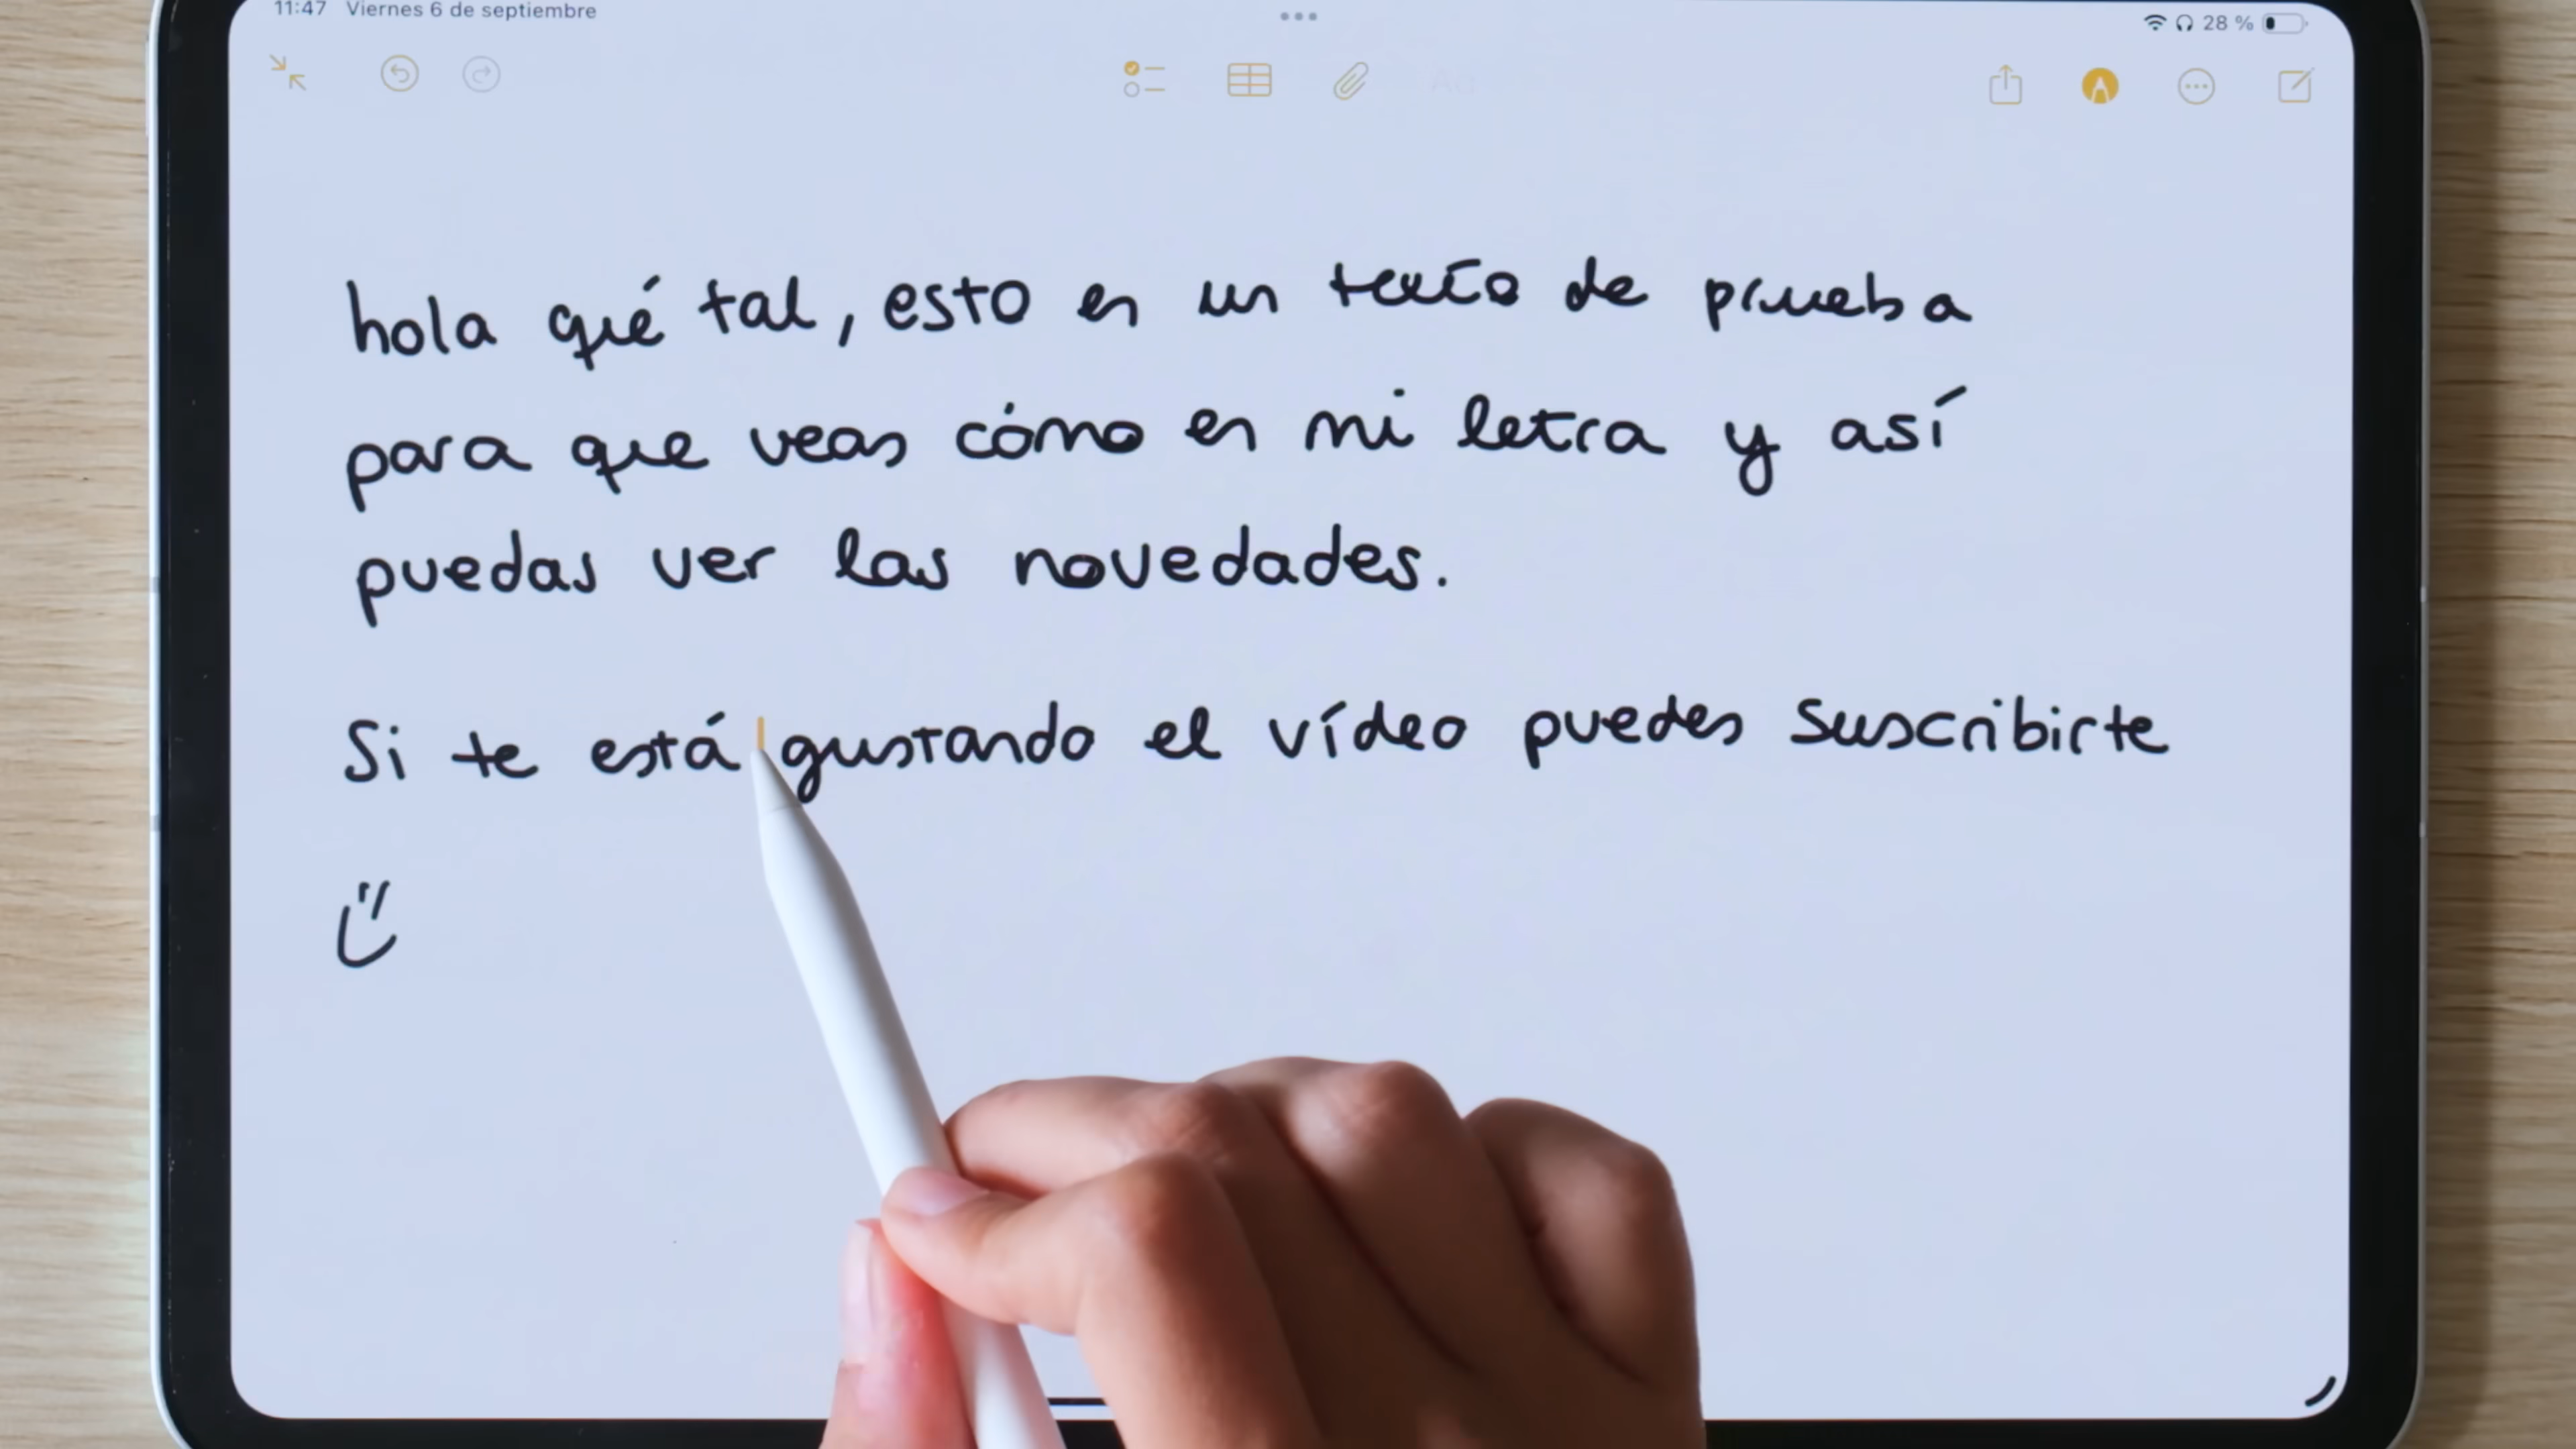 11:47 Viernes 6 de septiembre
28 %
hola qué tal, esto es un texto de prueba
para que veas cómo es mi letra y así
puedas ver las novedades.
Si te está gustando el vídeo puedes suscribirte